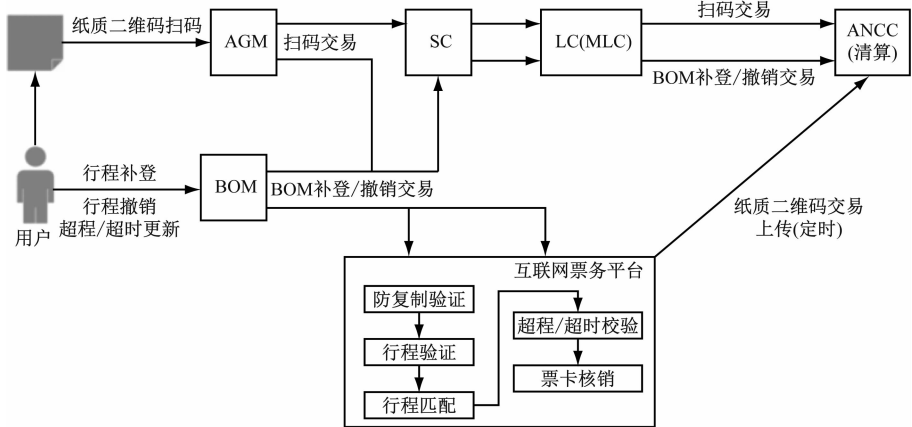 纸质二维码扫码
AGM
扫码交易
SC
LC(MLC)
扫码交易
ANCC
(清算)
BOM补登/撤销交易
用户
行程补登
行程撤销
超程/超时更新
BOM
BOM补登/撤销交易
纸质二维码交易
上传(定时)
互联网票务平台
防复制验证
行程验证
行程匹配
超程/超时校验
票卡核销